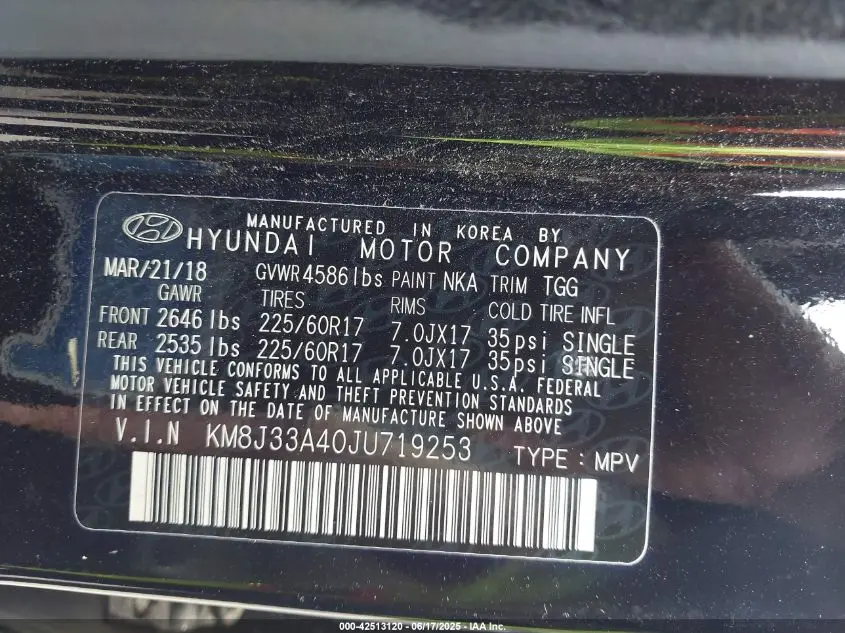 MANUFACTURED IN KOREA BY
HYUNDAI MOTOR COMPANY
MAR/21/18 GVWR 4586lbs PAINT NKA TRIM TGG
GAWR TIRES RIMS COLD TIRE INFL
FRONT 2646 lbs 225/60R17 7.0JX17 35psi SINGLE
REAR 2535 lbs 225/60R17 7.0JX17 35psi SINGLE
THIS VEHICLE CONFORMS TO ALL APPLICABLE U.S.A. FEDERAL
MOTOR VEHICLE SAFETY AND THEFT PREVENTION STANDARDS
IN EFFECT ON THE DATE OF MANUFACTURE SHOWN ABOVE
V.I.N KM8J33A40JU719253 TYPE : MPV
000-42513120 - 06/17/2025 - IAA Inc.